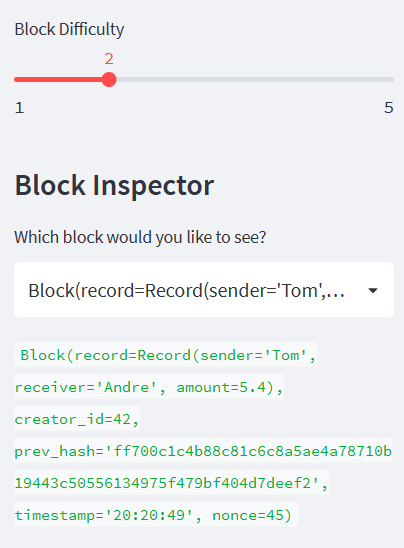 Block Difficulty
2
1 5
Block Inspector
Which block would you like to see?
Block(record=Record(sender='Tom',...
Block(record=Record(sender='Tom',
receiver='Andre', amount=5.4),
creator_id=42,
prev_hash='ff700c1c4b88c81c6c8a5ae4a78710b
19443c50556134975f479bf404d7deef2',
timestamp='20:20:49', nonce=45)